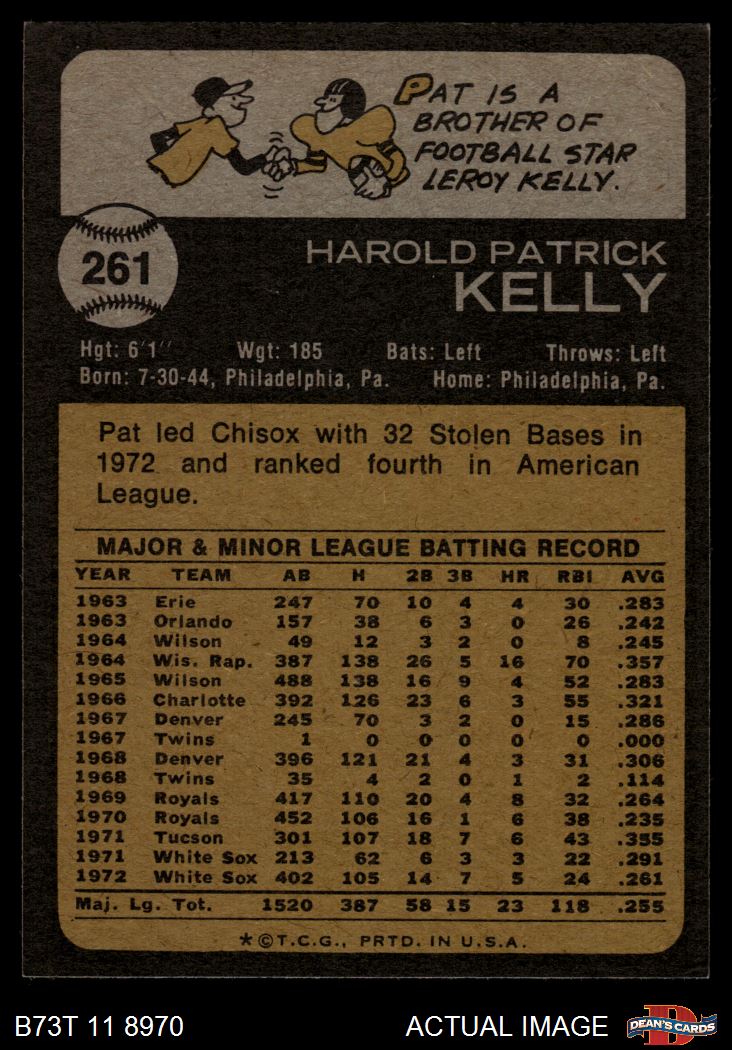 PAT IS A
BROTHER OF
FOOTBALL STAR
LEROY KELLY.
261
HAROLD PATRICK
KELLY
Hgt: 6'1" Wgt: 185 Bats: Left Throws: Left
Born: 7-30-44, Philadelphia, Pa. Home: Philadelphia, Pa.
Pat led Chisox with 32 Stolen Bases in
1972 and ranked fourth in American
League.
MAJOR & MINOR LEAGUE BATTING RECORD
YEAR TEAM AB H 2B 3B HR RBI AVG
1963 Erie 247 70 10 4 4 30 .283
1963 Orlando 157 38 6 3 0 26 .242
1964 Wilson 49 12 3 2 0 8 .245
1964 Wis. Rap. 387 138 26 5 16 70 .357
1965 Wilson 488 138 16 9 4 52 .283
1966 Charlotte 392 126 23 6 3 55 .321
1967 Denver 245 70 3 2 0 15 .286
1967 Twins 1 0 0 0 0 0 .000
1968 Denver 396 121 21 4 3 31 .306
1968 Twins 35 4 2 0 1 2 .114
1969 Royals 417 110 20 4 8 32 .264
1970 Royals 452 106 16 1 6 38 .235
1971 Tucson 301 107 18 7 6 43 .355
1971 White Sox 213 62 6 3 3 22 .291
1972 White Sox 402 105 14 7 5 24 .261
Maj. Lg. Tot. 1520 387 58 15 23 118 .255
*©T.C.G., PRTD. IN U.S.A.
B73T 11 8970 ACTUAL IMAGE D DEAN'S CARDS